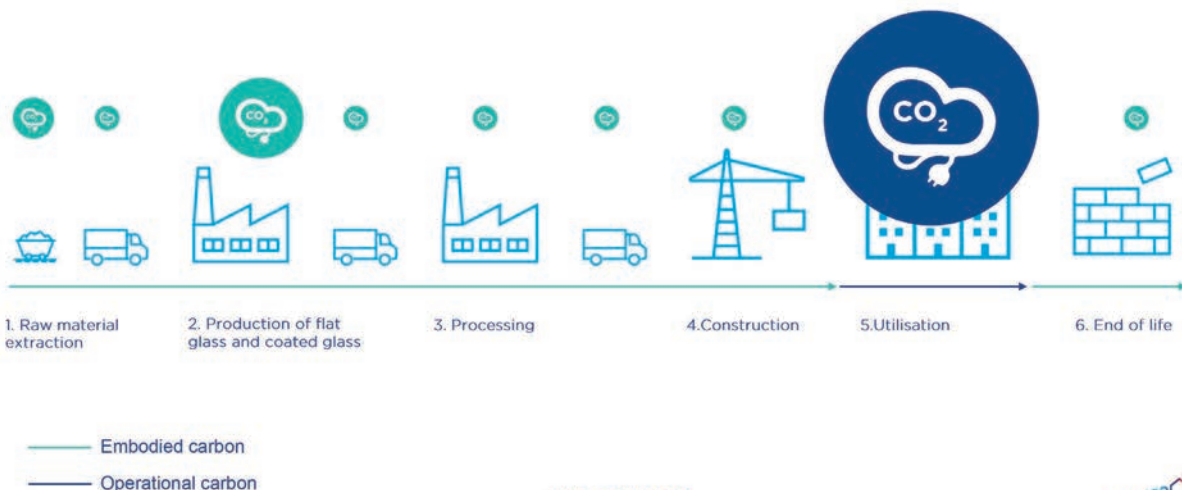 CO2
CO2
1. Raw material
extraction
2. Production of flat
glass and coated glass
3. Processing
4.Construction
5.Utilisation
6. End of life
Embodied carbon
Operational carbon